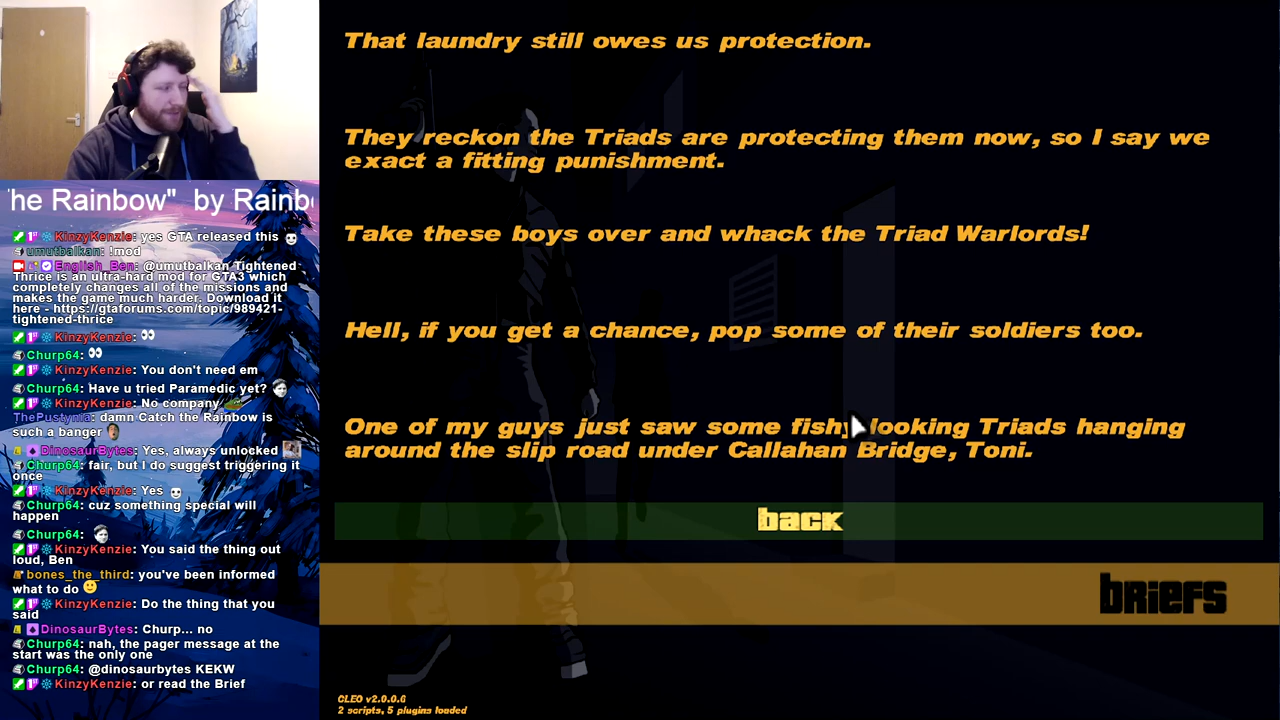 he Rainbow"  by Rainb
KinzyKenzie: yes GTA released this
umutbalkan: !mod
English_Ben: @umutbalkan Tightened
Thrice is an ultra-hard mod for GTA3 which
completely changes all of the missions and
makes the game much harder. Download it
here - https://gtaforums.com/topic/989421-
tightened-thrice
KinzyKenzie:
Churp64:
KinzyKenzie: You don't need em
Churp64: Have u tried Paramedic yet?
KinzyKenzie: No company
ThePustynia: damn Catch the Rainbow is
such a banger
DinosaurBytes: Yes, always unlocked
Churp64: fair, but I do suggest triggering it
once
KinzyKenzie: Yes
Churp64: cuz something special will
happen
Churp64:
KinzyKenzie: You said the thing out
loud, Ben
bones_the_third: you've been informed
what to do
KinzyKenzie: Do the thing that you
said
DinosaurBytes: Churp... no
Churp64: nah, the pager message at the
start was the only one
Churp64: @dinosaurbytes KEKW
KinzyKenzie: or read the Brief
That laundry still owes us protection.
They reckon the Triads are protecting them now, so I say we
exact a fitting punishment.
Take these boys over and whack the Triad Warlords!
Hell, if you get a chance, pop some of their soldiers too.
One of my guys just saw some fishy looking Triads hanging
around the slip road under Callahan Bridge, Toni.
back
briefs
CLEO v2.0.0.6
2 scripts, 5 plugins loaded